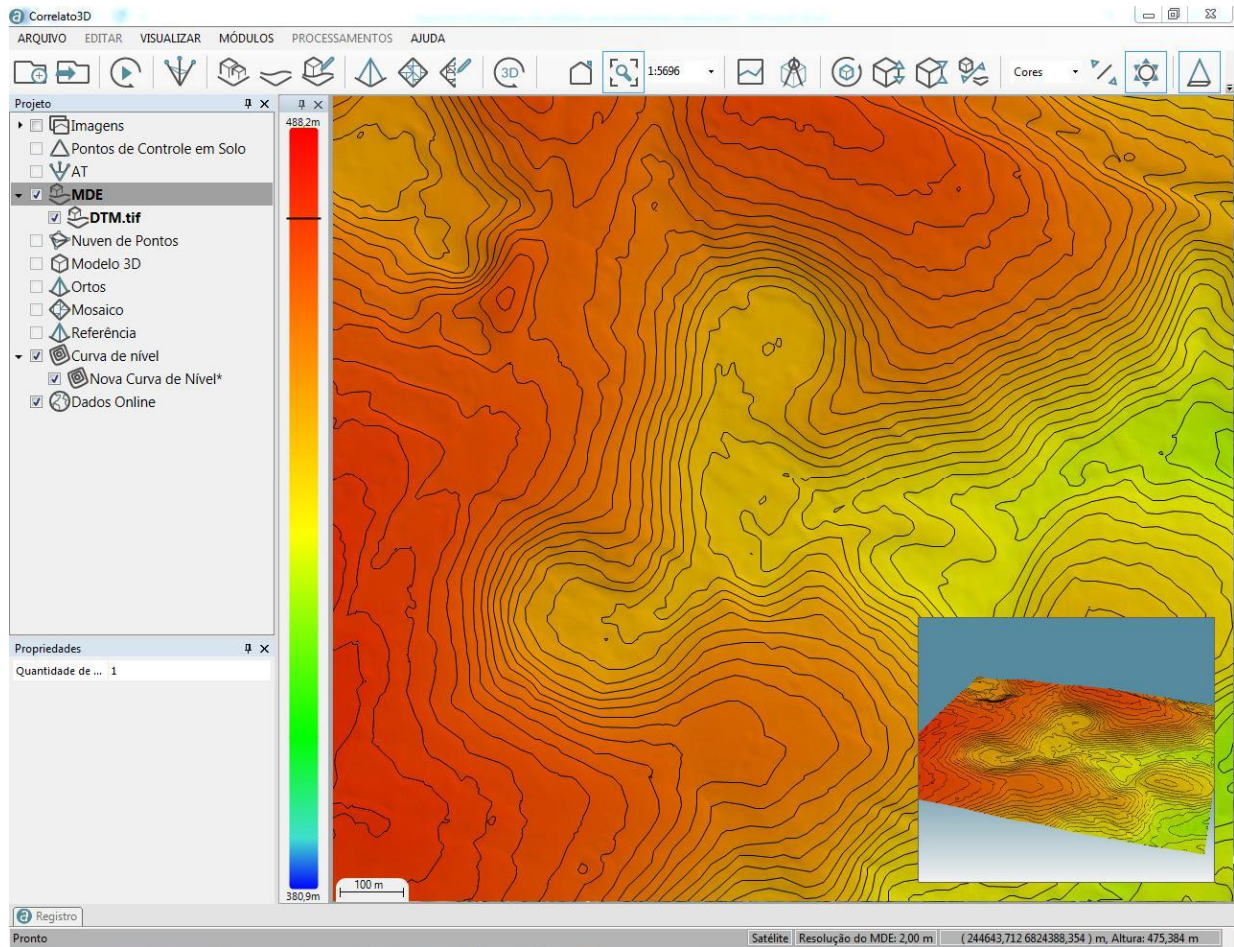 Correlato3D
ARQUIVO EDITAR VISUALIZAR MÓDULOS PROCESSAMENTOS AJUDA
3D 1:5696 Cores
Projeto
Imagens
Pontos de Controle em Solo
AT
MDE
DTM.tif
Nuven de Pontos
Modelo 3D
Ortos
Mosaico
Referência
Curva de nível
Nova Curva de Nível*
Dados Online
Propriedades
Quantidade de ... 1
488,2m
380,9m
100 m
Registro
Pronto
Satélite Resolução do MDE: 2,00 m ( 244643,712 6824388,354 ) m, Altura: 475,384 m